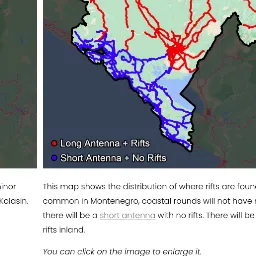 Long Antenna + Rifts
Short Antenna + No Rifts
inor
Kolasin.
This map shows the distribution of where rifts are foun
common in Montenegro, coastal rounds will not have
there will be a short antenna with no rifts. There will be
rifts inland.
You can click on the image to enlarge it.